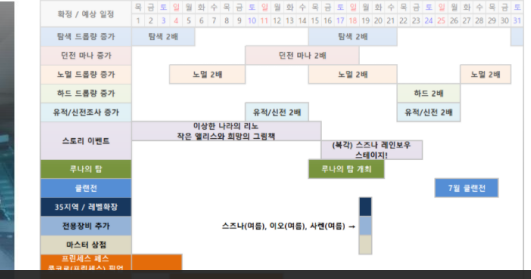 확정 / 예상 일정
목 금 토 일 월 화 수 목 금 토 일 월 화 수 목 금 토 일 월 화 수 목 금 토 일 월 화 수 목 금 토
1 2 3 4 5 6 7 8 9 10 11 12 13 14 15 16 17 18 19 20 21 22 23 24 25 26 27 28 29 30 31
탐색 드롭량 증가 탐색 2배 탐색 2배
던전 마나 증가 던전 마나 2배
노멀 드롭량 증가 노멀 2배 노멀 2배 노멀 2배
하드 드롭량 증가 하드 2배
유적/신전조사 증가 유적/신전 2배 유적/신전 2배
스토리 이벤트
이상한 나라의 리노
작은 앨리스와 희망의 그림책
(복각) 스즈나 레인보우
스테이지!
루나의 탑 루나의 탑 개최
클랜전 7월 클랜전
35지역 / 레벨확장
전용장비 추가 스즈나(여름), 이오(여름), 사렌(여름) →
마스터 상점
프린세스 페스